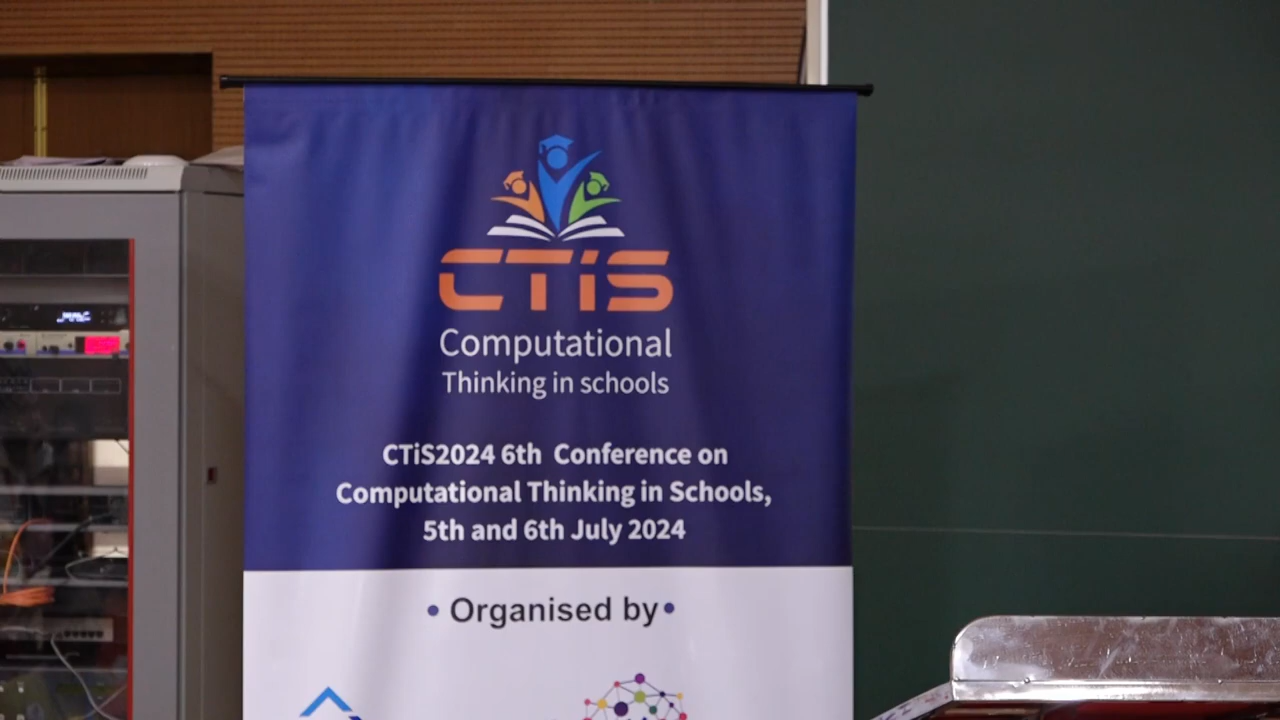 CTiS
Computational
Thinking in schools
CTiS2024 6th Conference on
Computational Thinking in Schools,
5th and 6th July 2024
• Organised by •